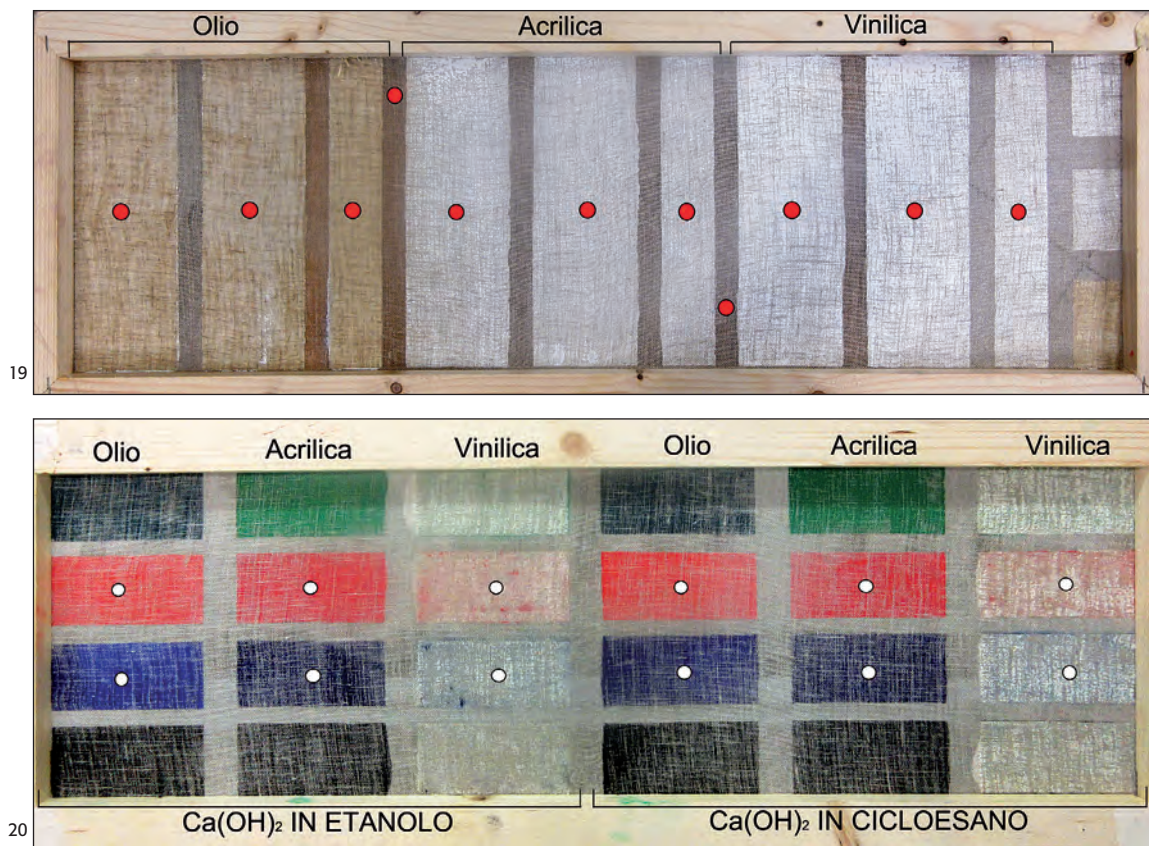 Olio Acrilica Vinilica
19
Olio Acrilica Vinilica Olio Acrilica Vinilica
Ca(OH)₂ IN ETANOLO Ca(OH)₂ IN CICLOESANO
20